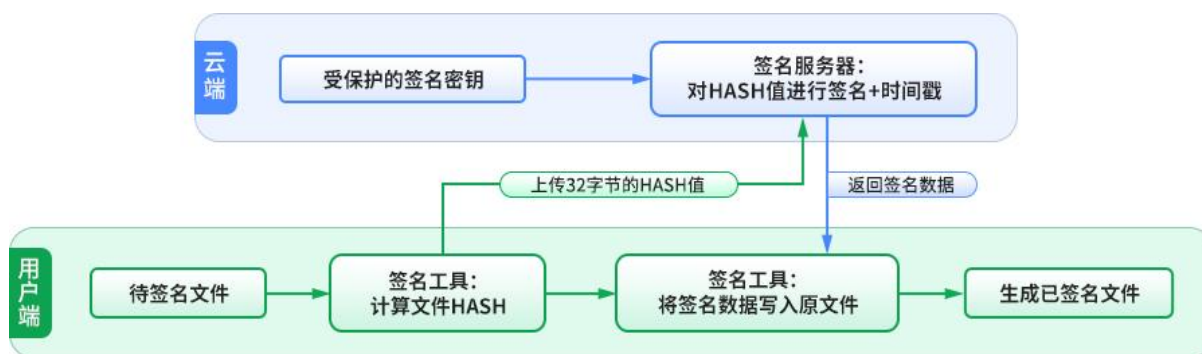 云端
受保护的签名密钥
签名服务器：
对HASH值进行签名+时间戳
上传32字节的HASH值
返回签名数据
用户端
待签名文件
签名工具：
计算文件HASH
签名工具：
将签名数据写入原文件
生成已签名文件